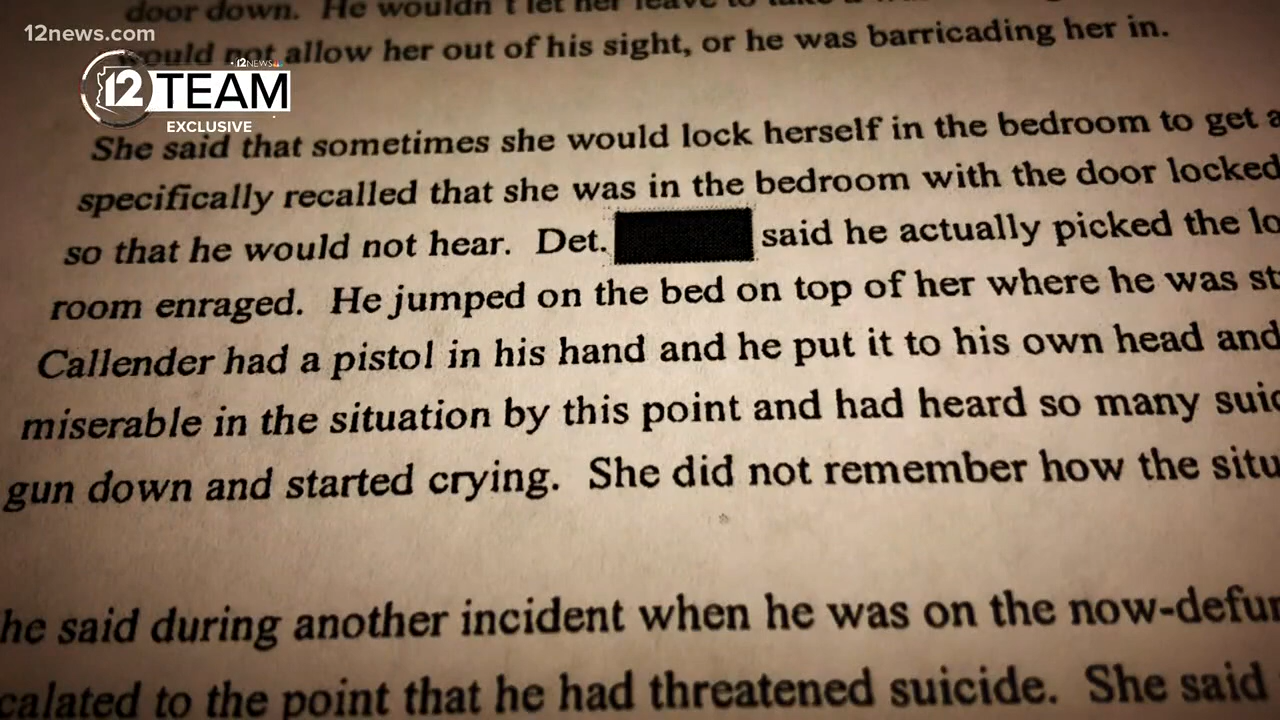 door down. He wouldn't let her leave to take a
12news.com
would not allow her out of his sight, or he was barricading her in.
12NEWS
12 TEAM
EXCLUSIVE
She said that sometimes she would lock herself in the bedroom to get a
specifically recalled that she was in the bedroom with the door locked
so that he would not hear. Det. said he actually picked the lo
room enraged. He jumped on the bed on top of her where he was st
Callender had a pistol in his hand and he put it to his own head and
miserable in the situation by this point and had heard so many suic
gun down and started crying. She did not remember how the situ
he said during another incident when he was on the now-defun
calated to the point that he had threatened suicide. She said